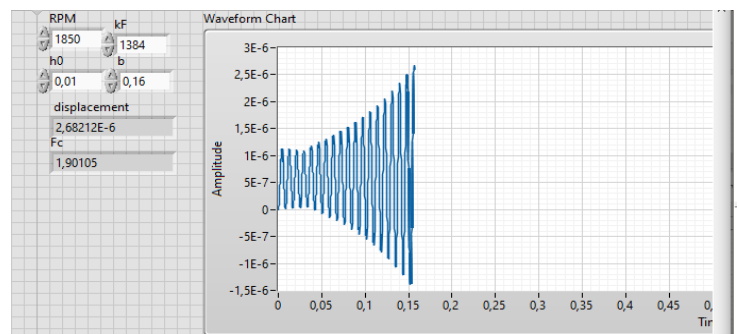 RPM kF
1850 1384
h0 b
0,01 0,16
displacement
2,68212E-6
Fc
1,90105
Waveform Chart
Amplitude
3E-6
2,5E-6
2E-6
1,5E-6
1E-6
5E-7
0
-5E-7
-1E-6
-1,5E-6
0 0,05 0,1 0,15 0,2 0,25 0,3 0,35 0,4 0,45